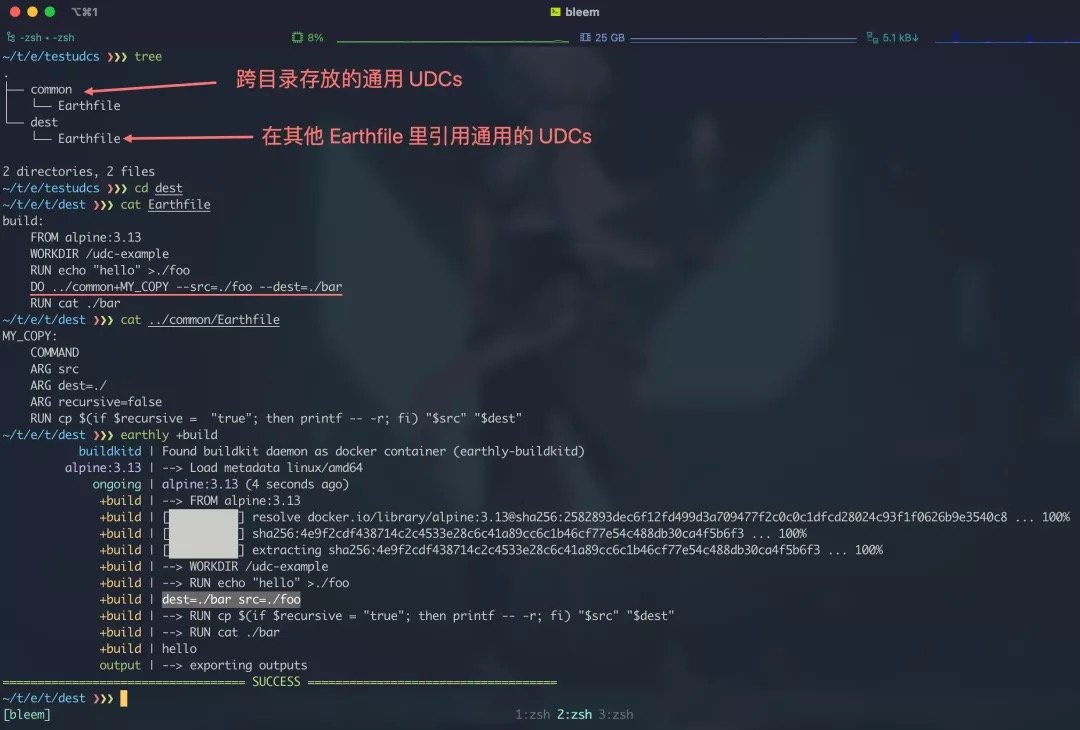 ⌥⌘1
bleem
-zsh • -zsh
8%
25 GB
5.1 kB↓
~/t/e/testudcs ❯❯❯ tree
.
├── common
跨目录存放的通用 UDCs
│   └── Earthfile
└── dest
    └── Earthfile
在其他 Earthfile 里引用通用的 UDCs
2 directories, 2 files
~/t/e/testudcs ❯❯❯ cd dest
~/t/e/t/dest ❯❯❯ cat Earthfile
build:
    FROM alpine:3.13
    WORKDIR /udc-example
    RUN echo "hello" >./foo
    DO ../common+MY_COPY --src=./foo --dest=./bar
    RUN cat ./bar
~/t/e/t/dest ❯❯❯ cat ../common/Earthfile
MY_COPY:
    COMMAND
    ARG src
    ARG dest=./
    ARG recursive=false
    RUN cp $(if $recursive =  "true"; then printf -- -r; fi) "$src" "$dest"
~/t/e/t/dest ❯❯❯ earthly +build
buildkitd | Found buildkit daemon as docker container (earthly-buildkitd)
alpine:3.13 | --> Load metadata linux/amd64
ongoing | alpine:3.13 (4 seconds ago)
+build | --> FROM alpine:3.13
+build | [          ] resolve docker.io/library/alpine:3.13@sha256:2582893dec6f12fd499d3a709477f2c0c0c1dfcd28024c93f1f0626b9e3540c8 ... 100%
+build | [          ] sha256:4e9f2cdf438714c2c4533e28c6c41a89cc6c1b46cf77e54c488db30ca4f5b6f3 ... 100%
+build | [          ] extracting sha256:4e9f2cdf438714c2c4533e28c6c41a89cc6c1b46cf77e54c488db30ca4f5b6f3 ... 100%
+build | --> WORKDIR /udc-example
+build | --> RUN echo "hello" >./foo
+build | dest=./bar src=./foo
+build | --> RUN cp $(if $recursive = "true"; then printf -- -r; fi) "$src" "$dest"
+build | --> RUN cat ./bar
+build | hello
output | --> exporting outputs
=================================== SUCCESS ====================================
~/t/e/t/dest ❯❯❯
[bleem]
1:zsh 2:zsh 3:zsh